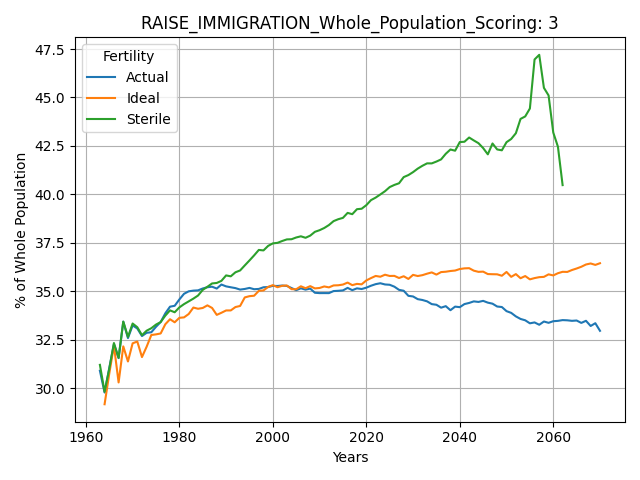 RAISE_IMMIGRATION_Whole_Population_Scoring: 3
Fertility
Actual
Ideal
Sterile
% of Whole Population
47.5
45.0
42.5
40.0
37.5
35.0
32.5
30.0
1960
1980
2000
2020
2040
2060
Years